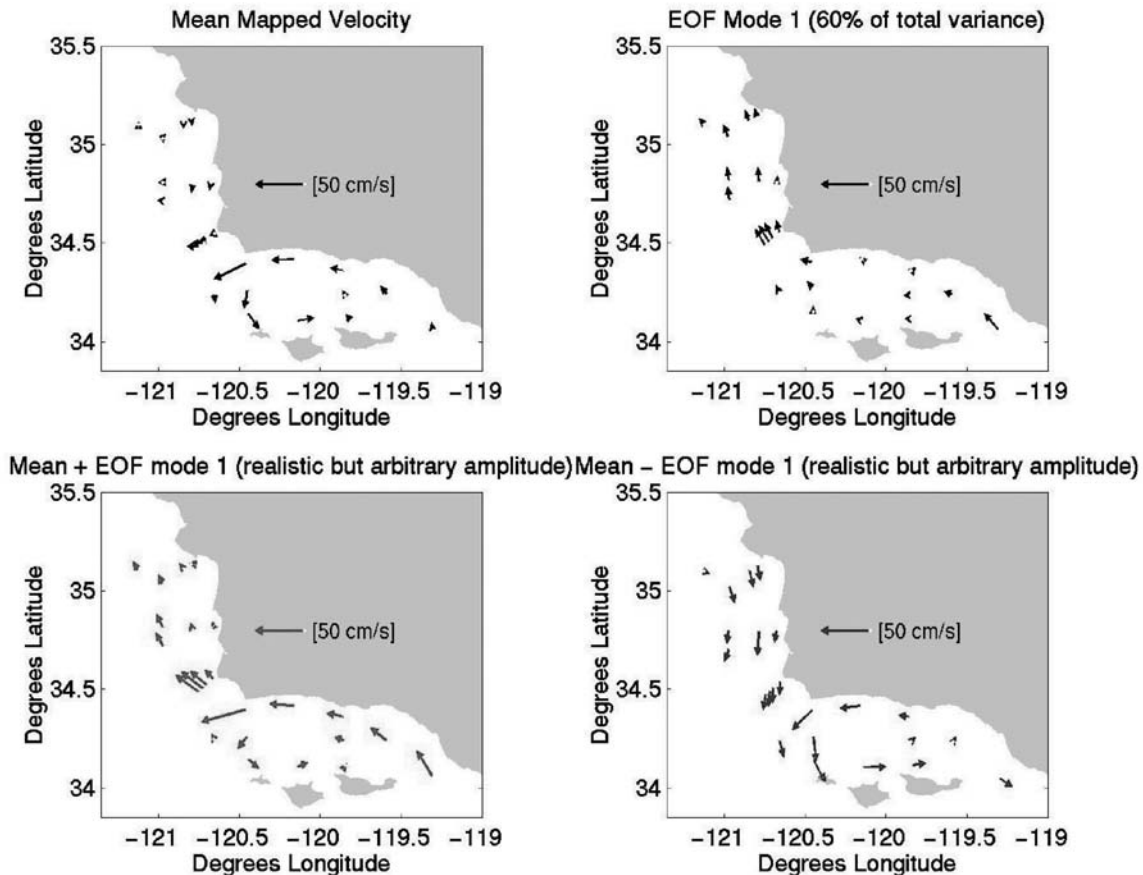 Mean Mapped Velocity
35.5
35
34.5
34
Degrees Latitude
[50 cm/s]
-121 -120.5 -120 -119.5 -119
Degrees Longitude
EOF Mode 1 (60% of total variance)
35.5
35
34.5
34
Degrees Latitude
[50 cm/s]
-121 -120.5 -120 -119.5 -119
Degrees Longitude
Mean + EOF mode 1 (realistic but arbitrary amplitude)
35.5
35
34.5
34
Degrees Latitude
[50 cm/s]
-121 -120.5 -120 -119.5 -119
Degrees Longitude
Mean - EOF mode 1 (realistic but arbitrary amplitude)
35.5
35
34.5
34
Degrees Latitude
[50 cm/s]
-121 -120.5 -120 -119.5 -119
Degrees Longitude